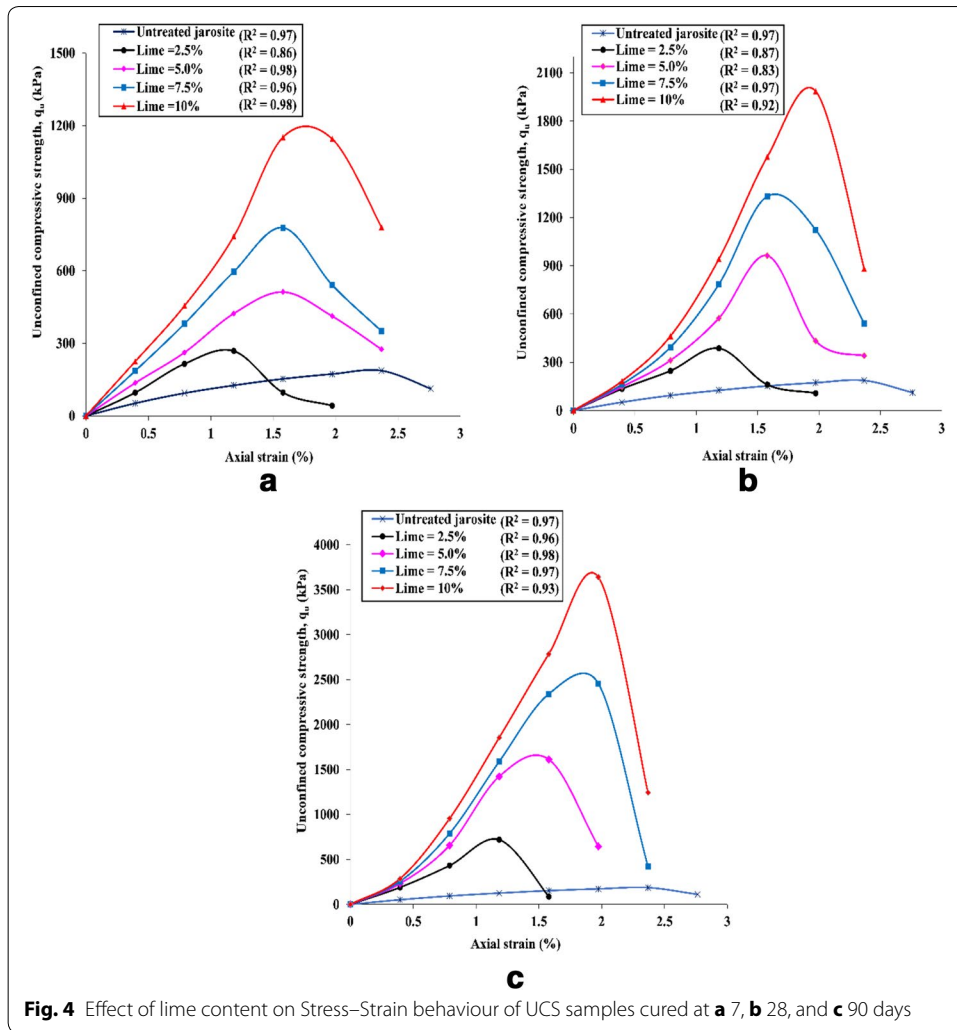 Untreated jarosite (R² = 0.97)
Lime =2.5% (R² = 0.86)
Lime =5.0% (R² = 0.98)
Lime =7.5% (R² = 0.96)
Lime =10% (R² = 0.98)
Unconfined compressive strength, qᵤ (kPa)
1500
1200
900
600
300
0
0 0.5 1 1.5 2 2.5 3
Axial strain (%)
a
Untreated jarosite (R² = 0.97)
Lime = 2.5% (R² = 0.87)
Lime = 5.0% (R² = 0.83)
Lime = 7.5% (R² = 0.97)
Lime = 10% (R² = 0.92)
Unconfined compressive strength, qᵤ (kPa)
2100
1800
1500
1200
900
600
300
0
0 0.5 1 1.5 2 2.5 3
Axial strain (%)
b
Untreated jarosite (R² = 0.97)
Lime = 2.5% (R² = 0.96)
Lime = 5.0% (R² = 0.98)
Lime = 7.5% (R² = 0.97)
Lime = 10% (R² = 0.93)
Unconfined compressive strength, qᵤ (kPa)
4000
3500
3000
2500
2000
1500
1000
500
0
0 0.5 1 1.5 2 2.5 3
Axial strain (%)
c
Fig. 4 Effect of lime content on Stress–Strain behaviour of UCS samples cured at a 7, b 28, and c 90 days